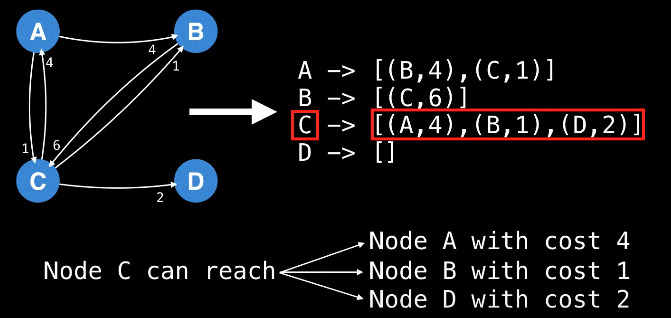 A
B
4
4
1
1
6
C
D
2
A -> [(B,4),(C,1)]
B -> [(C,6)]
C -> [(A,4),(B,1),(D,2)]
D -> []
Node C can reach
Node A with cost 4
Node B with cost 1
Node D with cost 2